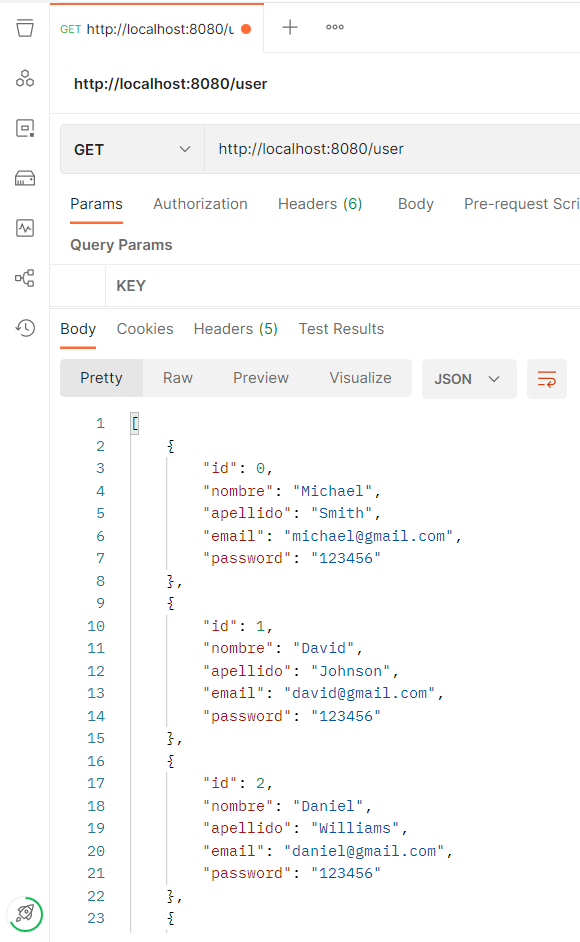 GET http://localhost:8080/u
http://localhost:8080/user
GET http://localhost:8080/user
Params Authorization Headers (6) Body Pre-request Scri
Query Params
KEY
Body Cookies Headers (5) Test Results
Pretty Raw Preview Visualize JSON
1 [
2 {
3 "id": 0,
4 "nombre": "Michael",
5 "apellido": "Smith",
6 "email": "michael@gmail.com",
7 "password": "123456"
8 },
9 {
10 "id": 1,
11 "nombre": "David",
12 "apellido": "Johnson",
13 "email": "david@gmail.com",
14 "password": "123456"
15 },
16 {
17 "id": 2,
18 "nombre": "Daniel",
19 "apellido": "Williams",
20 "email": "daniel@gmail.com",
21 "password": "123456"
22 },
23 {